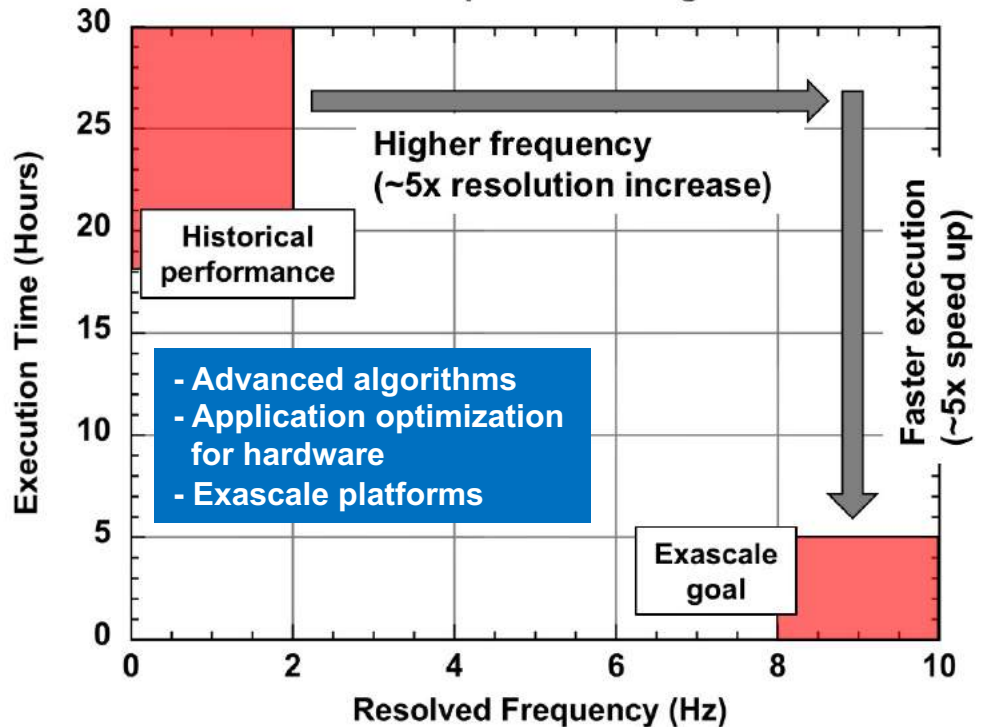 30
25
20
15
10
5
0
Execution Time (Hours)
Higher frequency
(~5x resolution increase)
Historical
performance
- Advanced algorithms
- Application optimization
for hardware
- Exascale platforms
Faster execution
(~5x speed up)
Exascale
goal
0 2 4 6 8 10
Resolved Frequency (Hz)